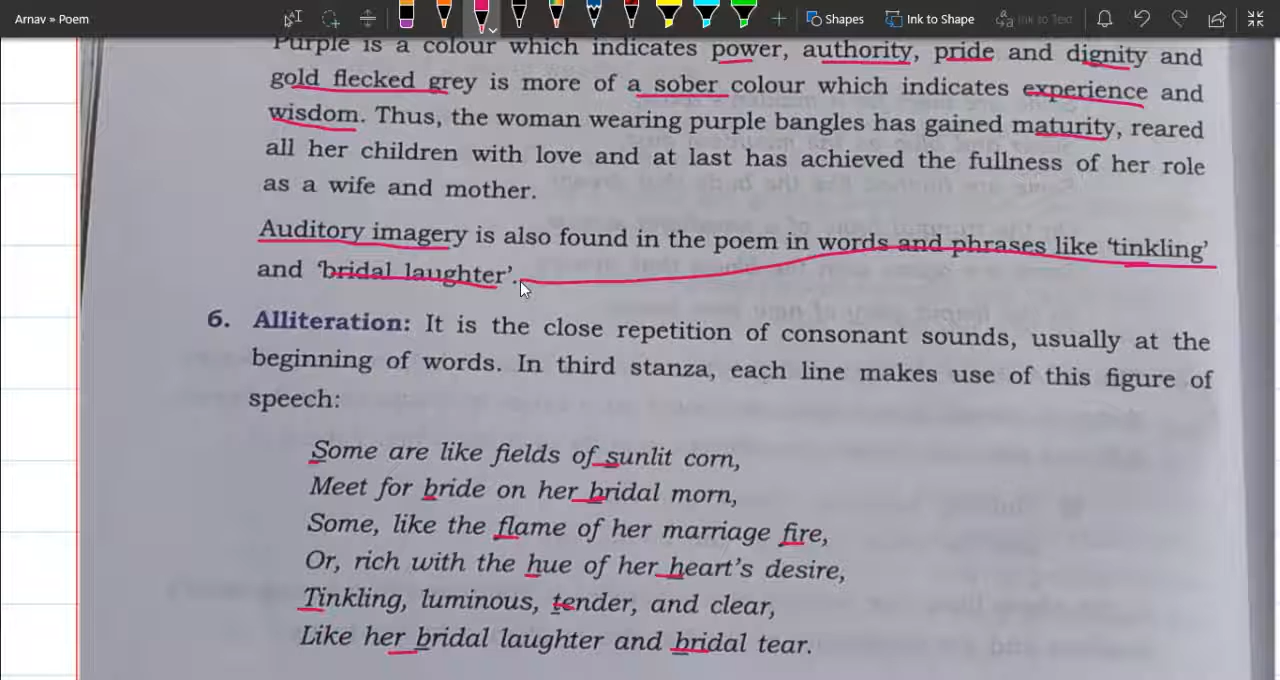 Arnav » Poem
Shapes
Ink to Shape
Ink to Text
Purple is a colour which indicates power, authority, pride and dignity and
gold flecked grey is more of a sober colour which indicates experience and
wisdom. Thus, the woman wearing purple bangles has gained maturity, reared
all her children with love and at last has achieved the fullness of her role
as a wife and mother.
Auditory imagery is also found in the poem in words and phrases like ‘tinkling’
and ‘bridal laughter’.
6. Alliteration: It is the close repetition of consonant sounds, usually at the
beginning of words. In third stanza, each line makes use of this figure of
speech:
Some are like fields of sunlit corn,
Meet for bride on her bridal morn,
Some, like the flame of her marriage fire,
Or, rich with the hue of her heart’s desire,
Tinkling, luminous, tender, and clear,
Like her bridal laughter and bridal tear.